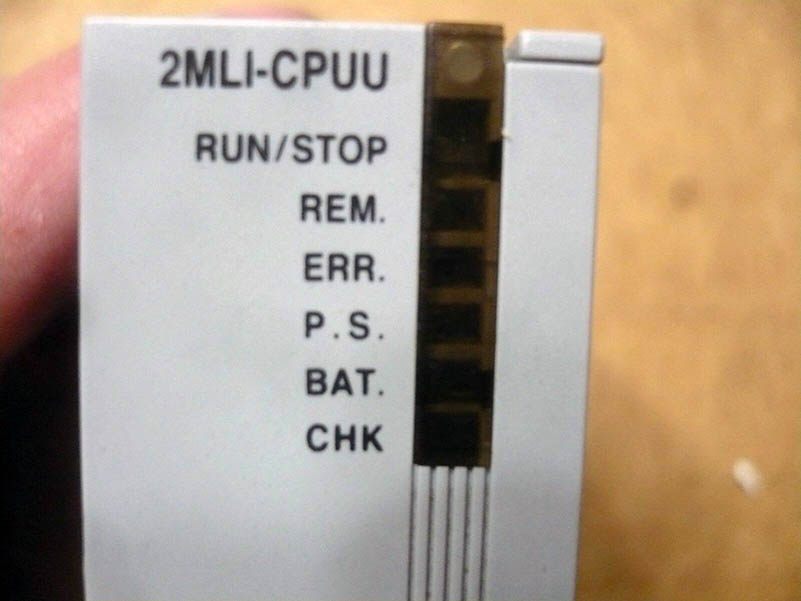 2MLI-CPUU
RUN/STOP
REM.
ERR.
P.S.
BAT.
CHK